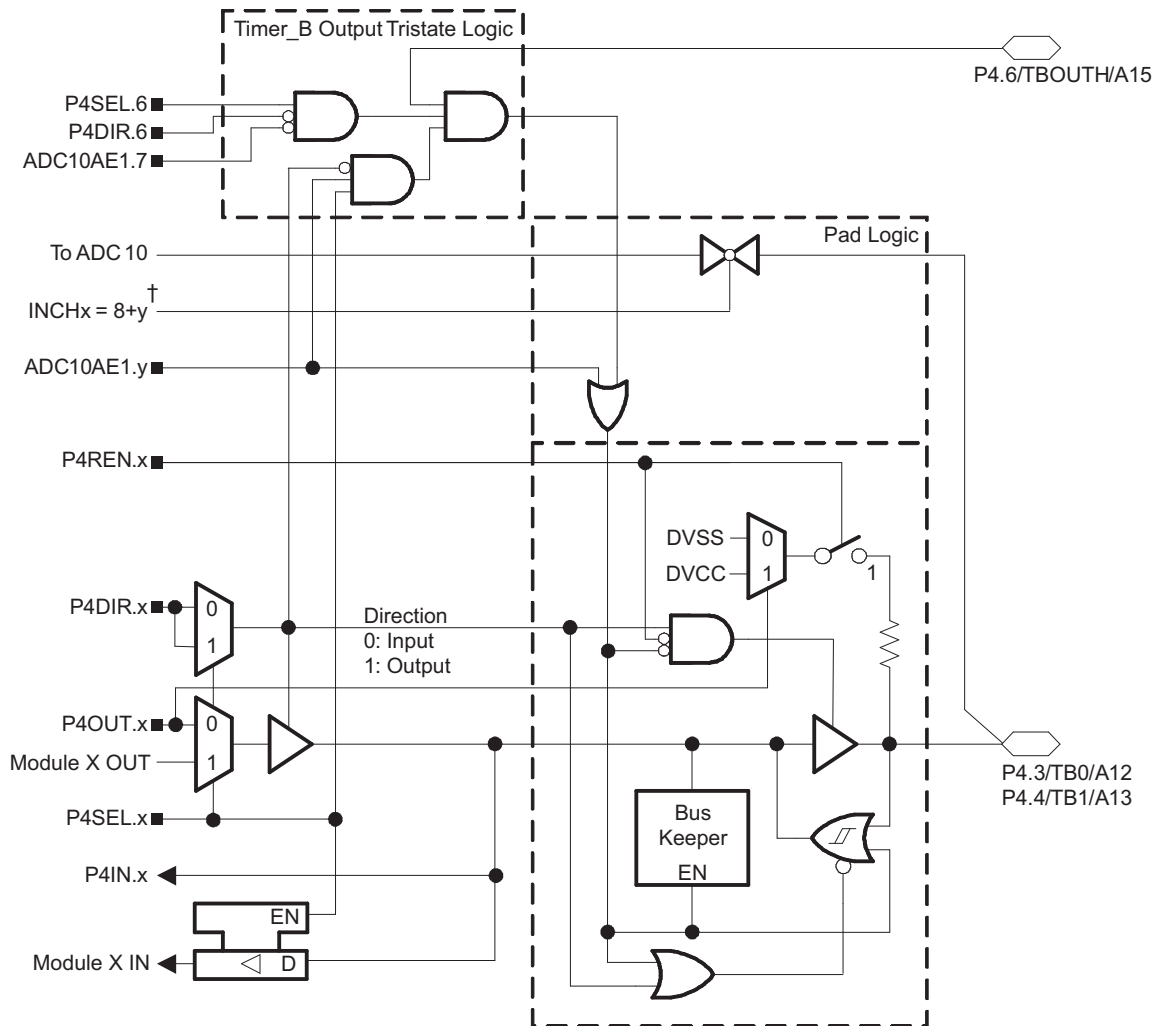 Timer_B Output Tristate Logic
P4.6/TBOUTH/A15
P4SEL.6
P4DIR.6
ADC10AE1.7
Pad Logic
To ADC 10
INCHx = 8+y†
ADC10AE1.y
P4REN.x
DVSS
0
DVCC
1
1
P4DIR.x
0
1
Direction
0: Input
1: Output
P4OUT.x
0
Module X OUT
1
P4.3/TB0/A12
P4.4/TB1/A13
P4SEL.x
Bus
Keeper
EN
P4IN.x
EN
Module X IN
D